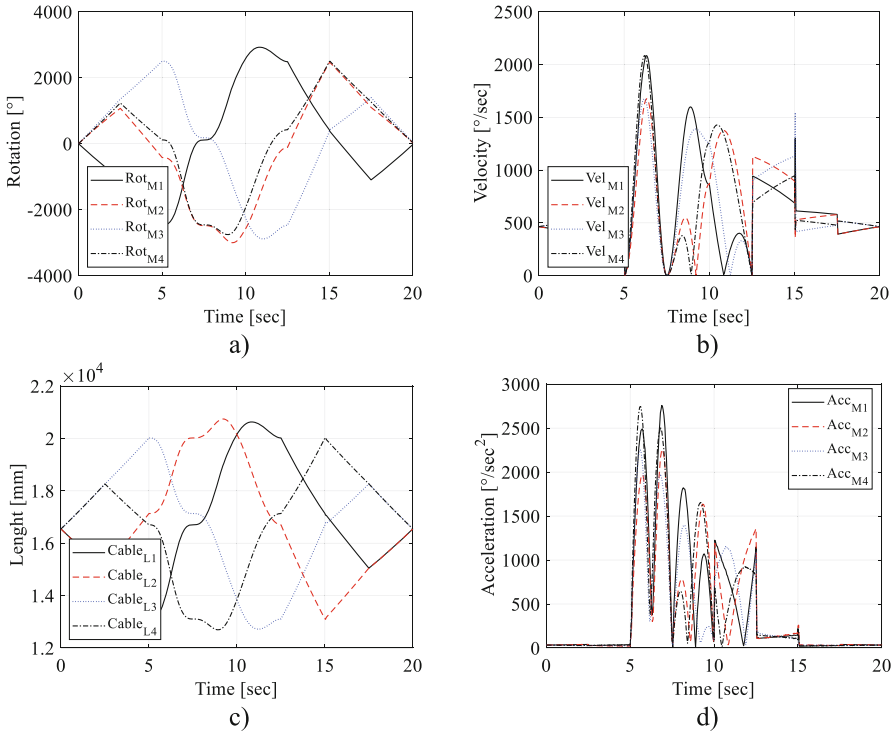 4000
2000
0
-2000
-4000
Rotation [°]
Rot_M1
Rot_M2
Rot_M3
Rot_M4
0 5 10 15 20
Time [sec]
a)
2500
2000
1500
1000
500
0
Velocity [°/sec]
Vel_M1
Vel_M2
Vel_M3
Vel_M4
0 5 10 15 20
Time [sec]
b)
×10⁴
2.2
2
1.8
1.6
1.4
1.2
Lenght [mm]
Cable_L1
Cable_L2
Cable_L3
Cable_L4
0 5 10 15 20
Time [sec]
c)
3000
2500
2000
1500
1000
500
0
Acceleration [°/sec²]
Acc_M1
Acc_M2
Acc_M3
Acc_M4
0 5 10 15 20
Time [sec]
d)